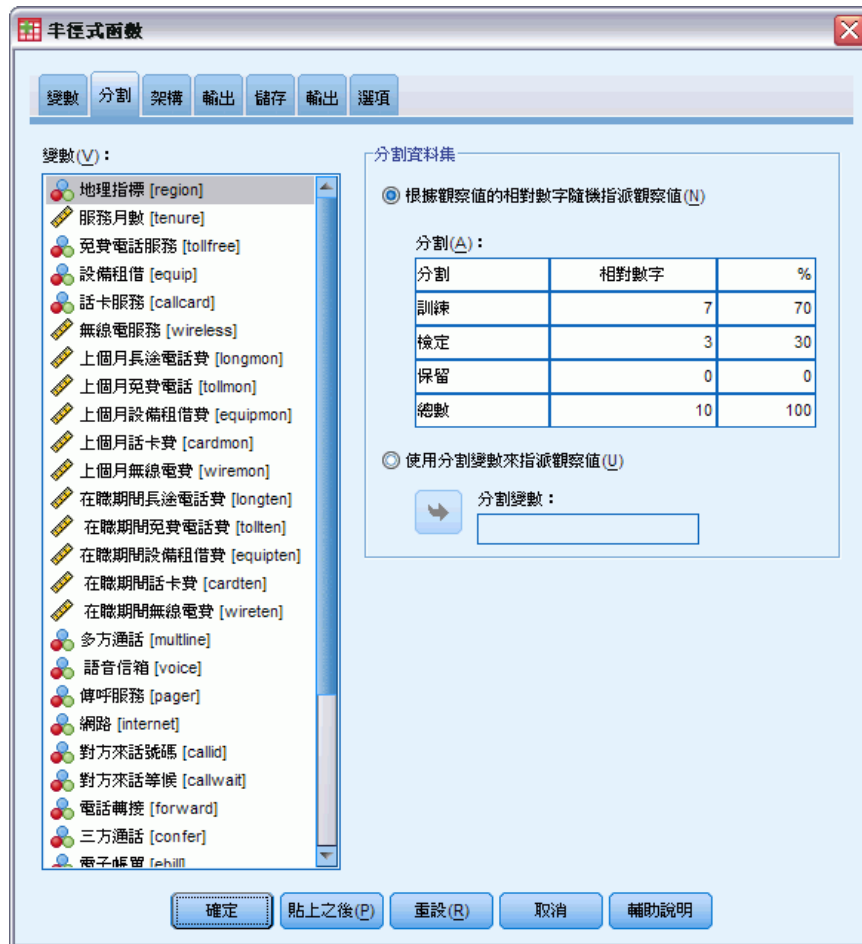 半徑式函數
變數 分割 架構 輸出 儲存 輸出 選項
變數(V)：
地理指標 [region]
服務月數 [tenure]
免費電話服務 [tollfree]
設備租借 [equip]
話卡服務 [callcard]
無線電服務 [wireless]
上個月長途電話費 [longmon]
上個月免費電話 [tollmon]
上個月設備租借費 [equipmon]
上個月話卡費 [cardmon]
上個月無線電費 [wiremon]
在職期間長途電話費 [longten]
在職期間免費電話費 [tollten]
在職期間設備租借費 [equipten]
在職期間話卡費 [cardten]
在職期間無線電費 [wireten]
多方通話 [multline]
語音信箱 [voice]
傳呼服務 [pager]
網路 [internet]
對方來話號碼 [callid]
對方來話等候 [callwait]
電話轉接 [forward]
三方通話 [confer]
電子帳單 [ebill]
分割資料集
根據觀察值的相對數字隨機指派觀察值(N)
分割(A)：
分割 相對數字 %
訓練 7 70
檢定 3 30
保留 0 0
總數 10 100
使用分割變數來指派觀察值(U)
分割變數：
確定 貼上之後(P) 重設(R) 取消 輔助說明